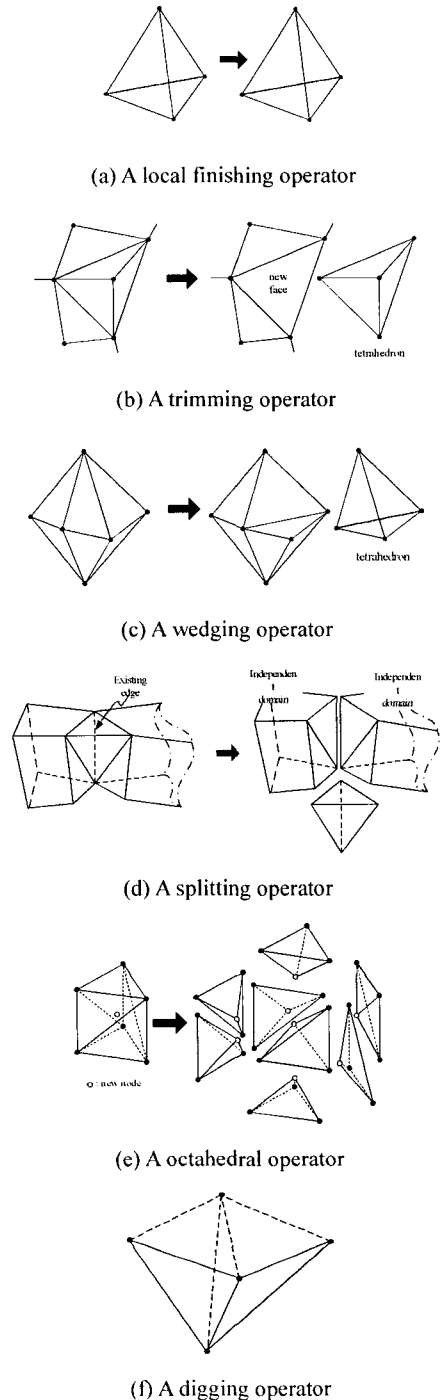 (a) A local finishing operator
new
face
tetrahedron
(b) A trimming operator
tetrahedron
(c) A wedging operator
Existing
edge
Independen
domain
Independen
domain
(d) A splitting operator
o : new node
(e) A octahedral operator
(f) A digging operator